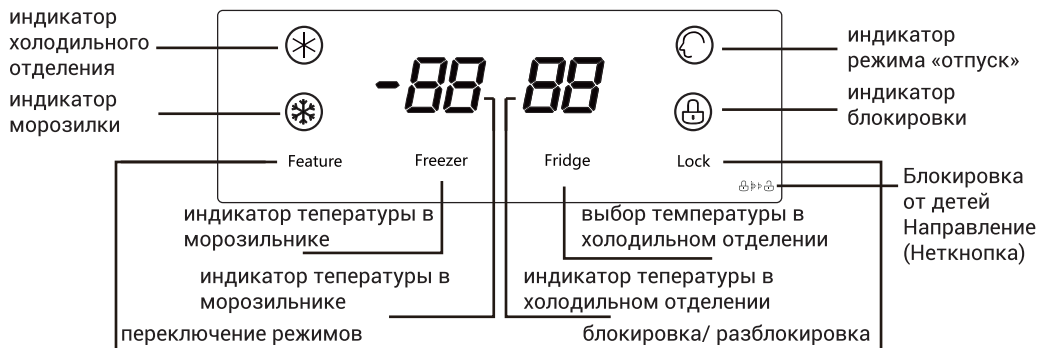 индикатор
холодильного
отделения
индикатор
морозилки
-88 88
Feature Freezer Fridge Lock
индикатор
режима «отпуск»
индикатор
блокировки
Блокировка
от детей
Направление
(Неткнопка)
индикатор тепературы в
морозильнике
выбор температуры в
холодильном отделении
индикатор тепературы в
морозильнике
индикатор тепературы в
холодильном отделении
переключение режимов
блокировка/ разблокировка